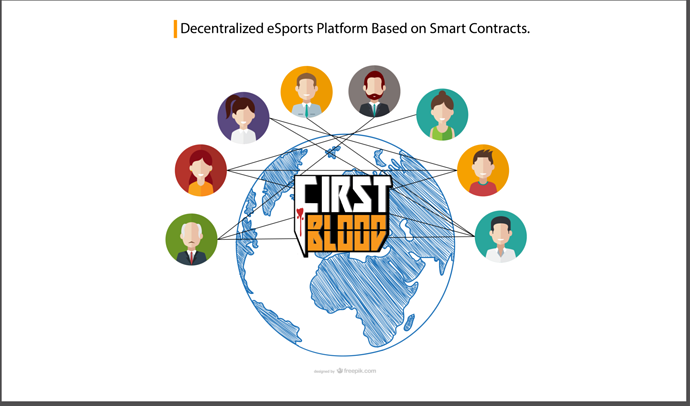 Decentralized eSports Platform Based on Smart Contracts.
FIRST
BLOOD
designed by freepik.com